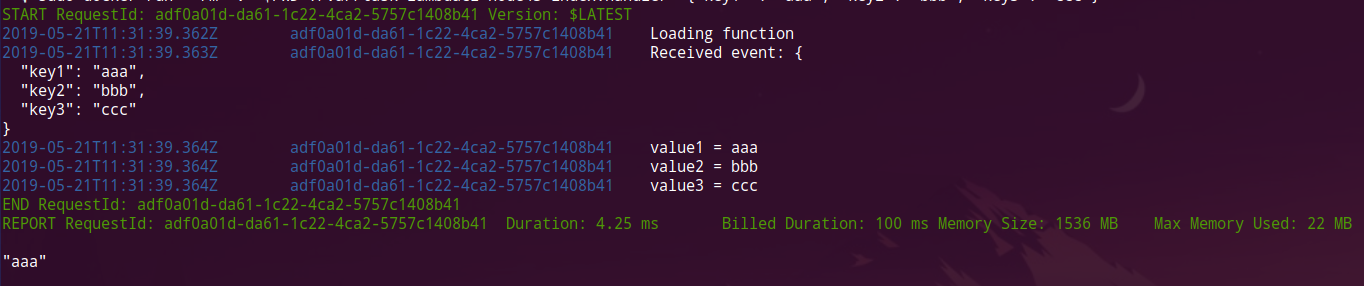 START RequestId: adf0a01d-da61-1c22-4ca2-5757c1408b41 Version: $LATEST
2019-05-21T11:31:39.362Z        adf0a01d-da61-1c22-4ca2-5757c1408b41    Loading function
2019-05-21T11:31:39.363Z        adf0a01d-da61-1c22-4ca2-5757c1408b41    Received event: {
  "key1": "aaa",
  "key2": "bbb",
  "key3": "ccc"
}
2019-05-21T11:31:39.364Z        adf0a01d-da61-1c22-4ca2-5757c1408b41    value1 = aaa
2019-05-21T11:31:39.364Z        adf0a01d-da61-1c22-4ca2-5757c1408b41    value2 = bbb
2019-05-21T11:31:39.364Z        adf0a01d-da61-1c22-4ca2-5757c1408b41    value3 = ccc
END RequestId: adf0a01d-da61-1c22-4ca2-5757c1408b41
REPORT RequestId: adf0a01d-da61-1c22-4ca2-5757c1408b41  Duration: 4.25 ms       Billed Duration: 100 ms Memory Size: 1536 MB    Max Memory Used: 22 MB
"aaa"